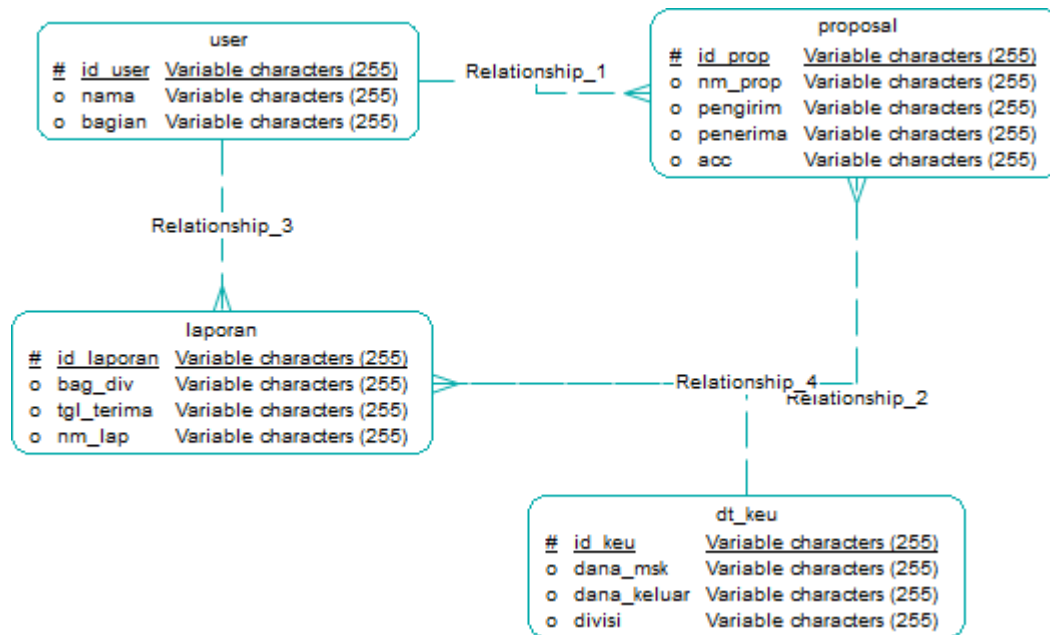 user
# id_user Variable characters (255)
o nama Variable characters (255)
o bagian Variable characters (255)
Relationship_1
proposal
# id_prop Variable characters (255)
o nm_prop Variable characters (255)
o pengirim Variable characters (255)
o penerima Variable characters (255)
o acc Variable characters (255)
Relationship_3
laporan
# id_laporan Variable characters (255)
o bag_div Variable characters (255)
o tgl_terima Variable characters (255)
o nm_lap Variable characters (255)
Relationship_4
Relationship_2
dt_keu
# id_keu Variable characters (255)
o dana_msk Variable characters (255)
o dana_keluar Variable characters (255)
o divisi Variable characters (255)